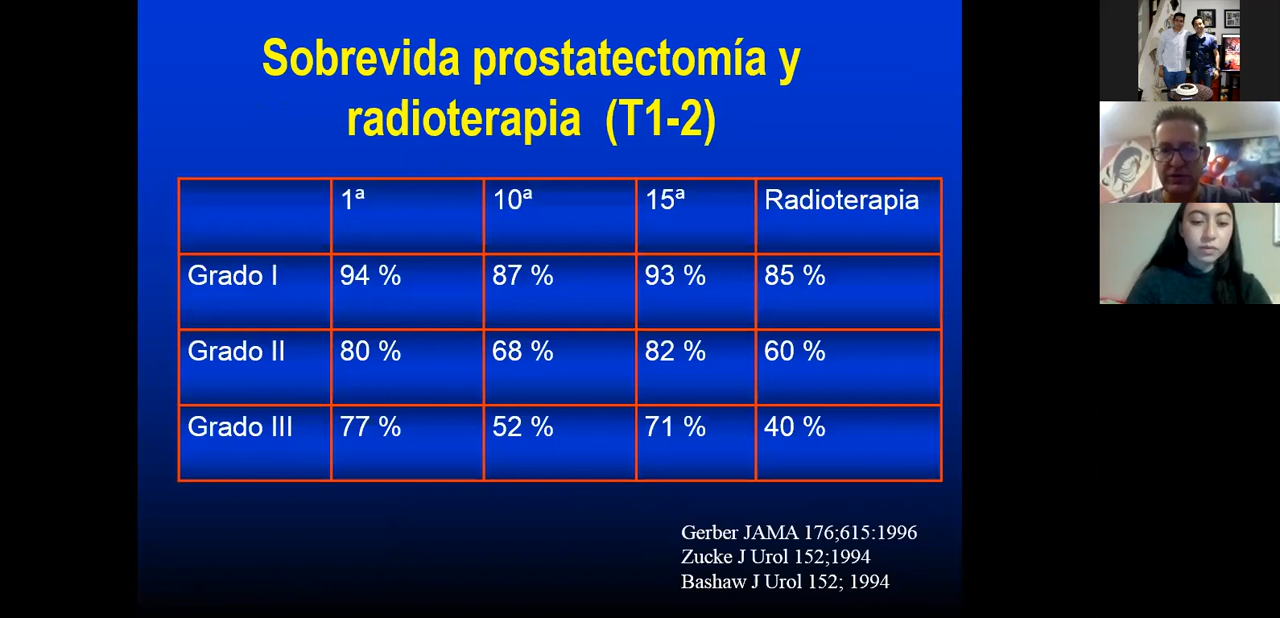 Sobrevida prostatectomía y
radioterapia (T1-2)
1ª 10ª 15ª Radioterapia
Grado I 94 % 87 % 93 % 85 %
Grado II 80 % 68 % 82 % 60 %
Grado III 77 % 52 % 71 % 40 %
Gerber JAMA 176;615:1996
Zucke J Urol 152;1994
Bashaw J Urol 152; 1994